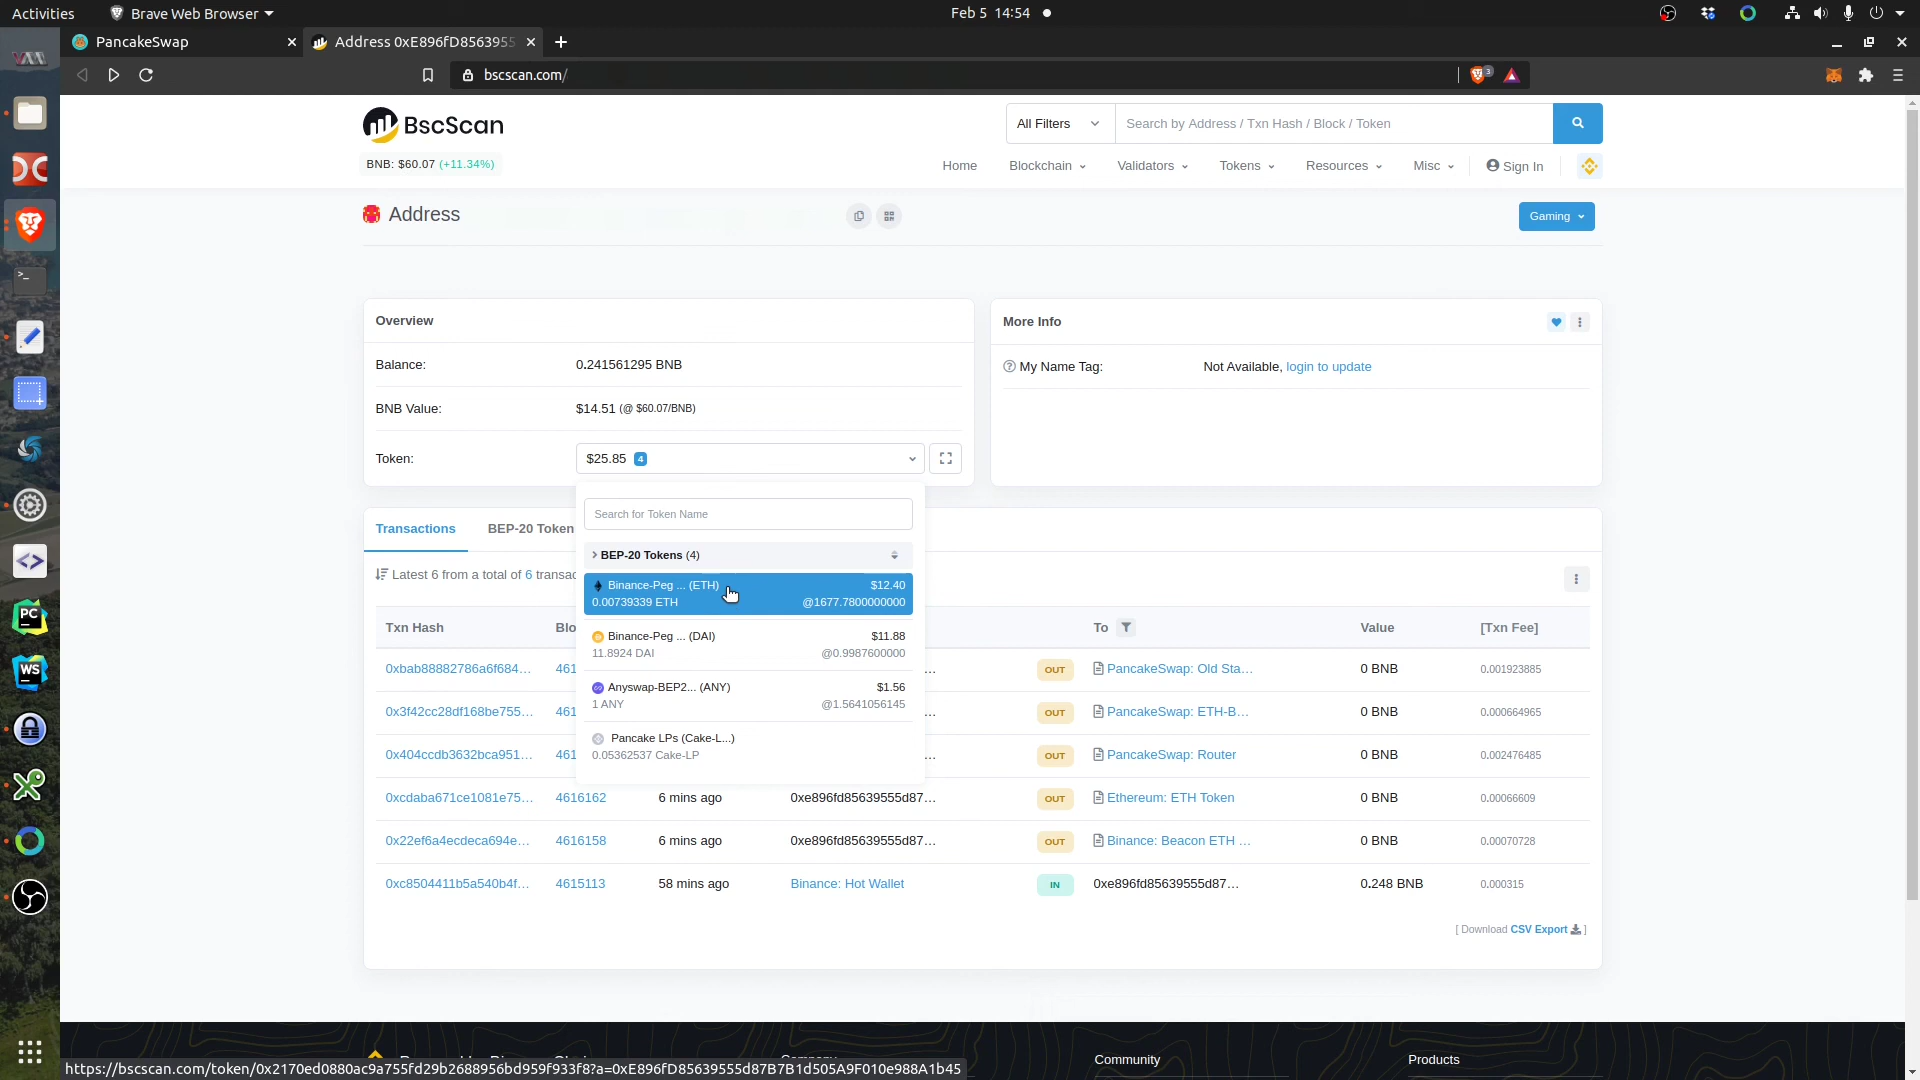 Activities
Brave Web Browser
Feb 5 14:54
PancakeSwap
Address 0xE896fD8563955
bscscan.com/
3
BscScan
All Filters
Search by Address / Txn Hash / Block / Token
BNB: $60.07 (+11.34%)
Home
Blockchain
Validators
Tokens
Resources
Misc
Sign In
Address
Gaming
Overview
Balance:
0.241561295 BNB
BNB Value:
$14.51 (@ $60.07/BNB)
Token:
$25.85 4
More Info
My Name Tag:
Not Available, login to update
Search for Token Name
BEP-20 Tokens (4)
Binance-Peg ... (ETH) $12.40
0.00739339 ETH @1677.7800000000
Binance-Peg ... (DAI) $11.88
11.8924 DAI @0.9987600000
Anyswap-BEP2... (ANY) $1.56
1 ANY @1.5641056145
Pancake LPs (Cake-L...)
0.05362537 Cake-LP
Transactions
BEP-20 Token
Latest 6 from a total of 6 transac
Txn Hash Blo To Value [Txn Fee]
0xbab88882786a6f684... 461 ... OUT PancakeSwap: Old Sta... 0 BNB 0.001923885
0x3f42cc28df168be755... 461 ... OUT PancakeSwap: ETH-B... 0 BNB 0.000664965
0x404ccdb3632bca951... 461 ... OUT PancakeSwap: Router 0 BNB 0.002476485
0xcdaba671ce1081e75... 4616162 6 mins ago 0xe896fd85639555d87... OUT Ethereum: ETH Token 0 BNB 0.00066609
0x22ef6a4ecdeca694e... 4616158 6 mins ago 0xe896fd85639555d87... OUT Binance: Beacon ETH ... 0 BNB 0.00070728
0xc8504411b5a540b4f... 4615113 58 mins ago Binance: Hot Wallet IN 0xe896fd85639555d87... 0.248 BNB 0.000315
[ Download CSV Export ]
Company
Community
Products
https://bscscan.com/token/0x2170ed0880ac9a755fd29b2688956bd959f933f8?a=0xE896fD85639555d87B7B1d505A9F010e988A1b45
PC
WS